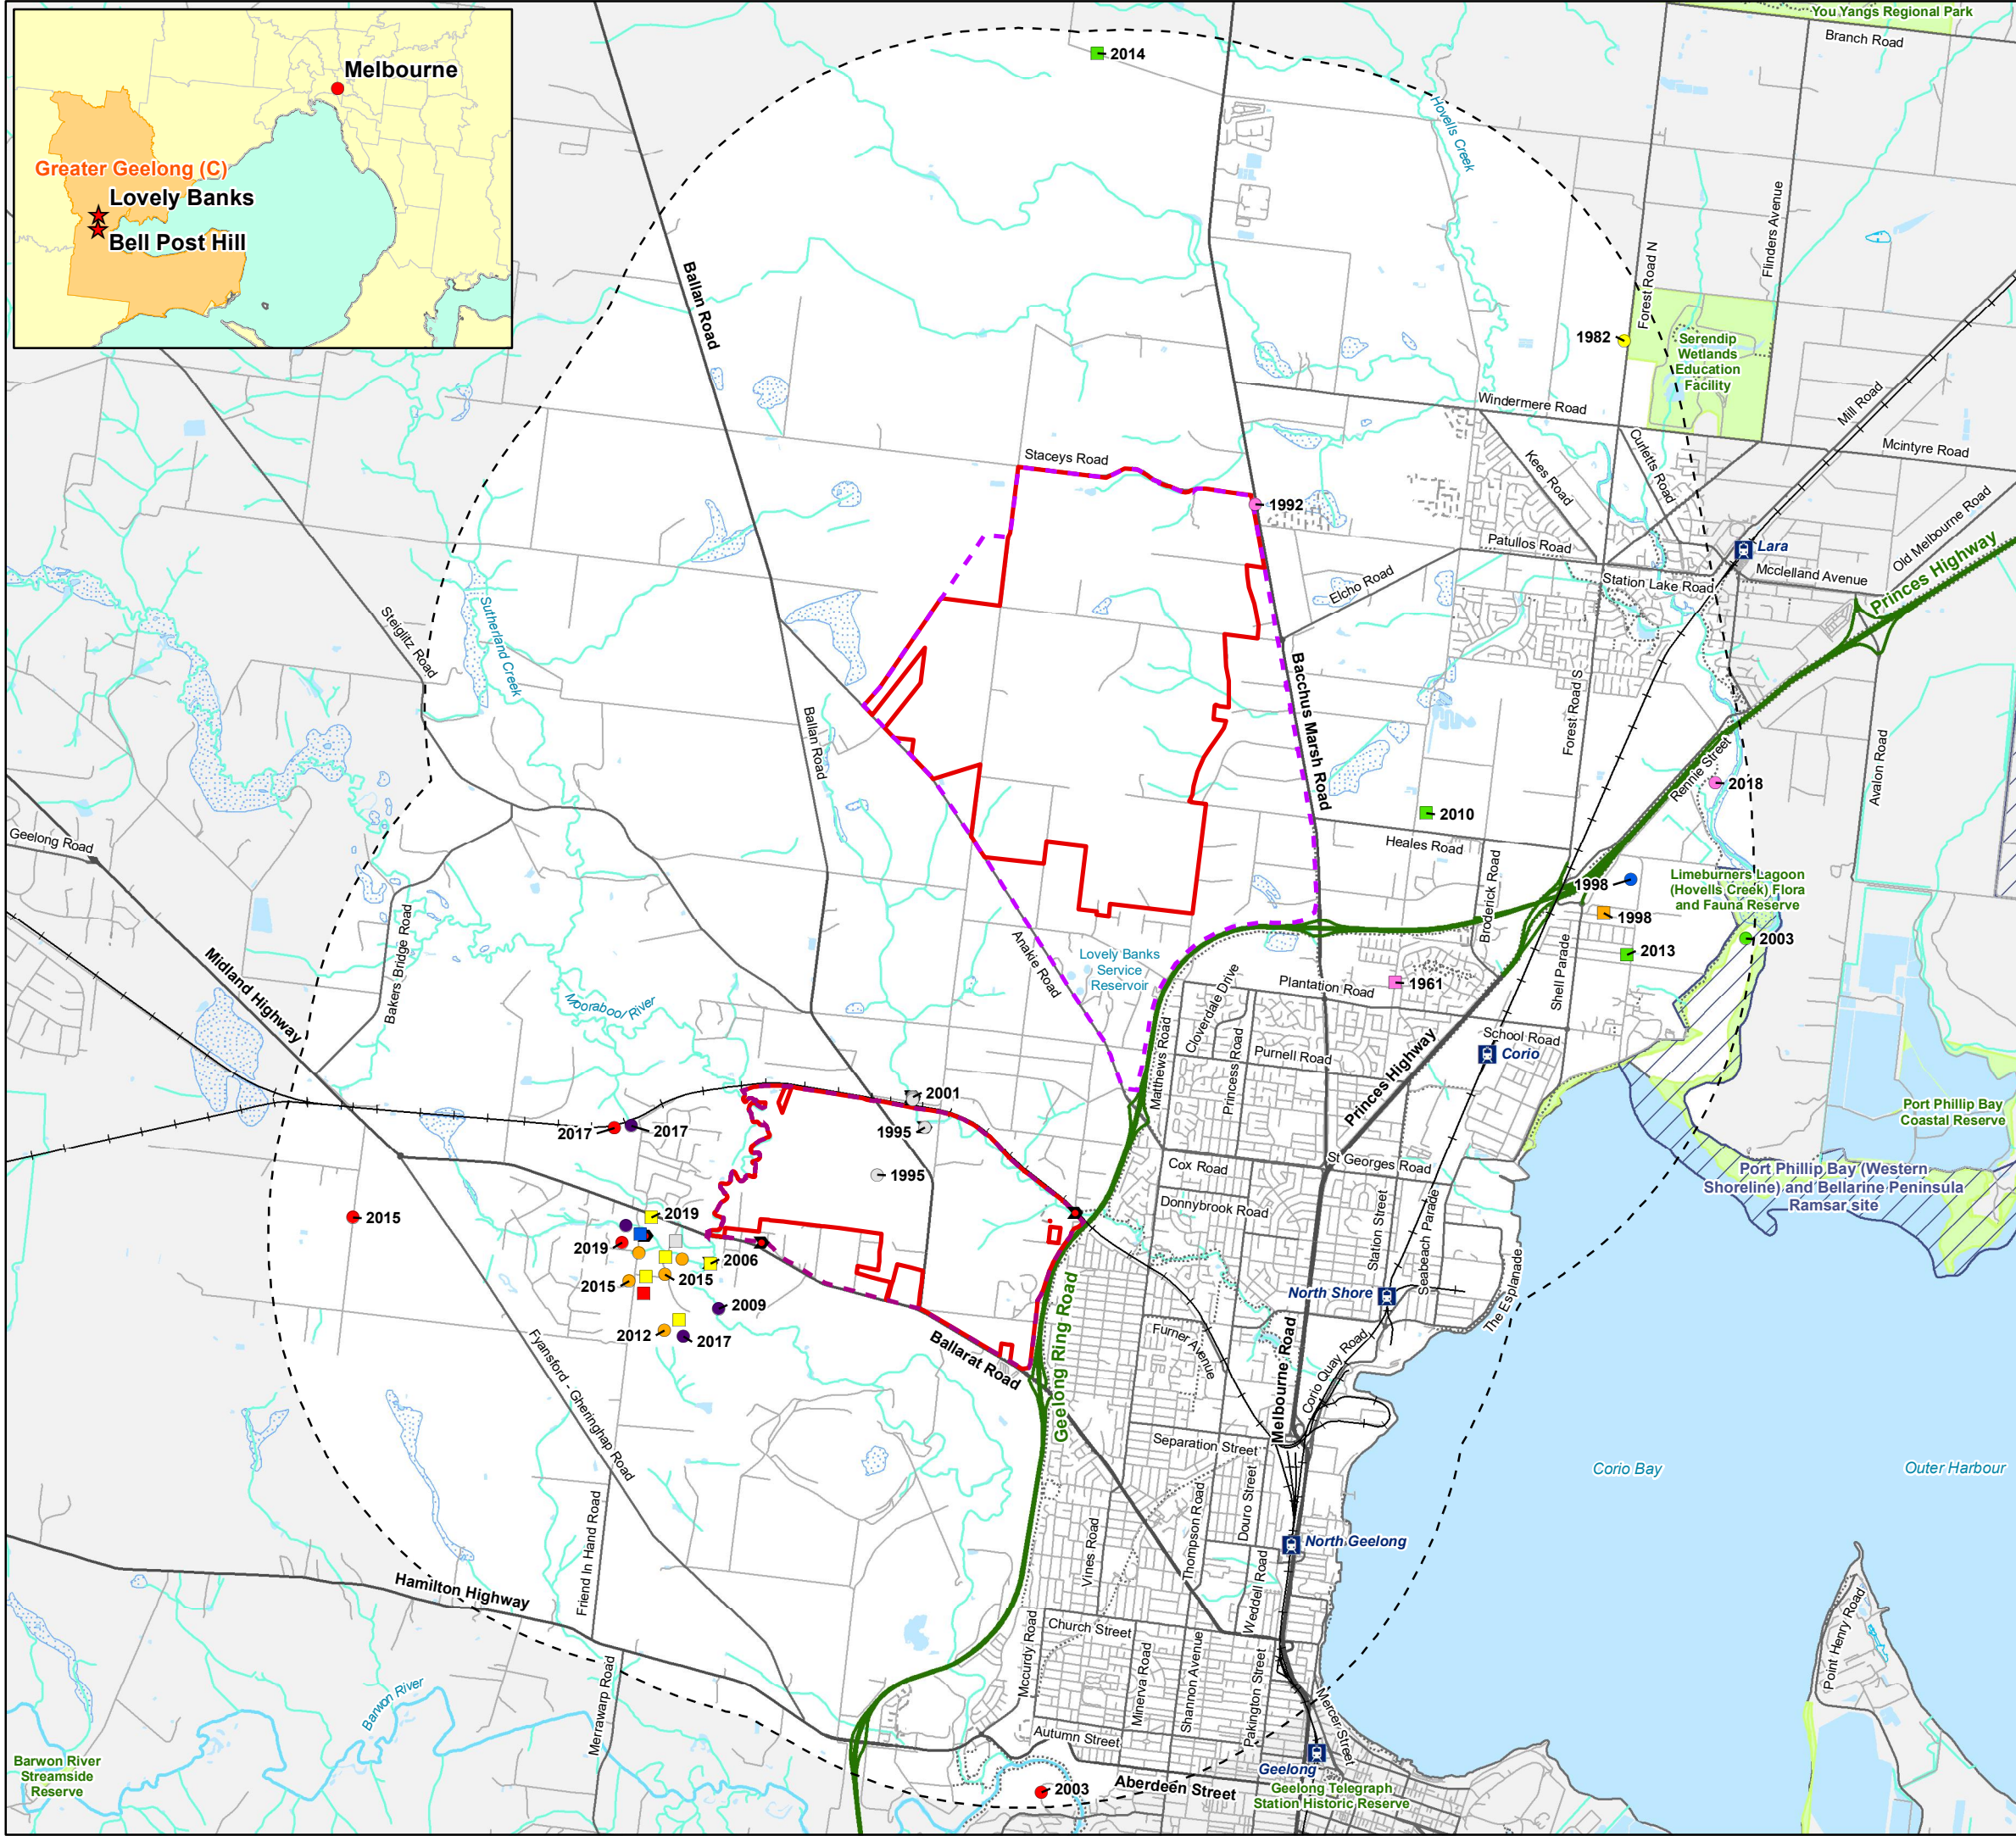 Melbourne
Greater Geelong (C)
Lovely Banks
Bell Post Hill
You Yangs Regional Park
Branch Road
2014
Hovells Creek
Ballan Road
Flinders Avenue
Forest Road N
1982
Serendip
Wetlands
Education
Facility
Windermere Road
Mill Road
Mcintyre Road
Curletts Road
Kees Road
Staceys Road
1992
Old Melbourne Road
Patullos Road
Lara
Princes Highway
Mcclelland Avenue
Station Lake Road
Elcho Road
Steiglitz Road
Sutherland Creek
Bacchus Marsh Road
Forest Road S
Ballan Road
Rennie Street
2018
Avalon Road
2010
Heales Road
Geelong Road
Broderick Road
1998
Limeburners Lagoon
(Hovells Creek) Flora
and Fauna Reserve
1998
2003
2013
Bakers Bridge Road
Midland Highway
Anakie Road
Lovely Banks
Service
Reservoir
Moorabool River
Plantation Road
1961
Shell Parade
Cloverdale Drive
Matthews Road
Princess Road
Purnell Road
School Road
Corio
Princes Highway
2001
1995
2017
2017
1995
Port Phillip Bay
Coastal Reserve
Cox Road
St Georges Road
Port Phillip Bay (Western
Shoreline) and Bellarine Peninsula
Ramsar site
Donnybrook Road
Station Street
Seabeach Parade
2015
2019
2019
2006
2015
2015
2009
2012
2017
North Shore
The Esplanade
Geelong Ring Road
Furner Avenue
Melbourne Road
Corio Quay Road
Ballarat Road
Fyansford - Gheringhap Road
Separation Street
Corio Bay
Outer Harbour
Friend In Hand Road
Vines Road
Thompson Road
Douro Street
North Geelong
Weddell Road
Hamilton Highway
Church Street
Mccurdy Road
Minerva Road
Shannon Avenue
Pakington Street
Point Henry Road
Merrawarp Road
Barwon River
Mercer Street
Autumn Street
Barwon River
Streamside
Reserve
Geelong
2003
Aberdeen Street
Geelong Telegraph
Station Historic Reserve